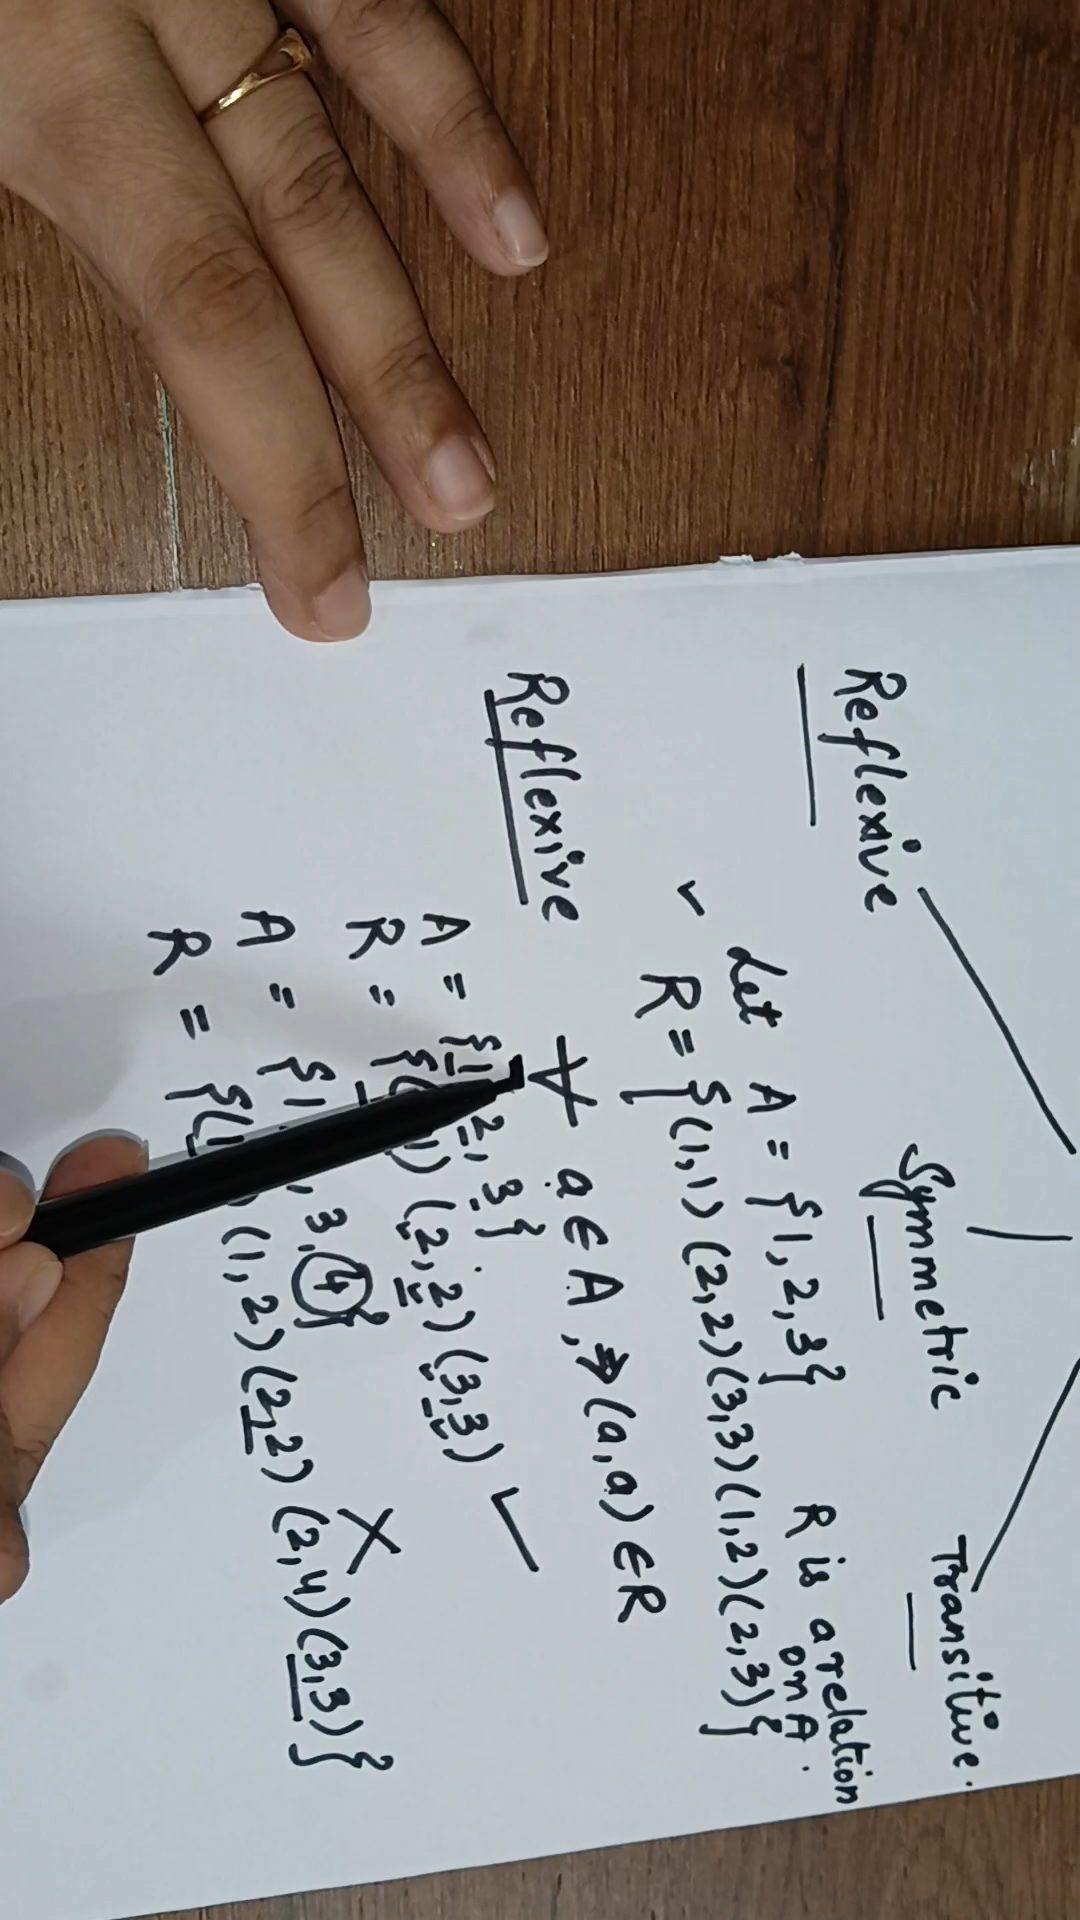 Reflexive Symmetric Transitive.
Let A = {1, 2, 3} R is a relation on A.
R = {(1,1) (2,2) (3,3) (1,2) (2,3)}
Reflexive ∀ a ∈ A, ⇒ (a, a) ∈ R
A = {1, 2, 3}
R = {( 1) (2, 2) (3, 3) ✓
A = {1 , 3, 4} ✗
R = {(1 ) (1, 2) (2, 2) (2, 4) (3, 3)}